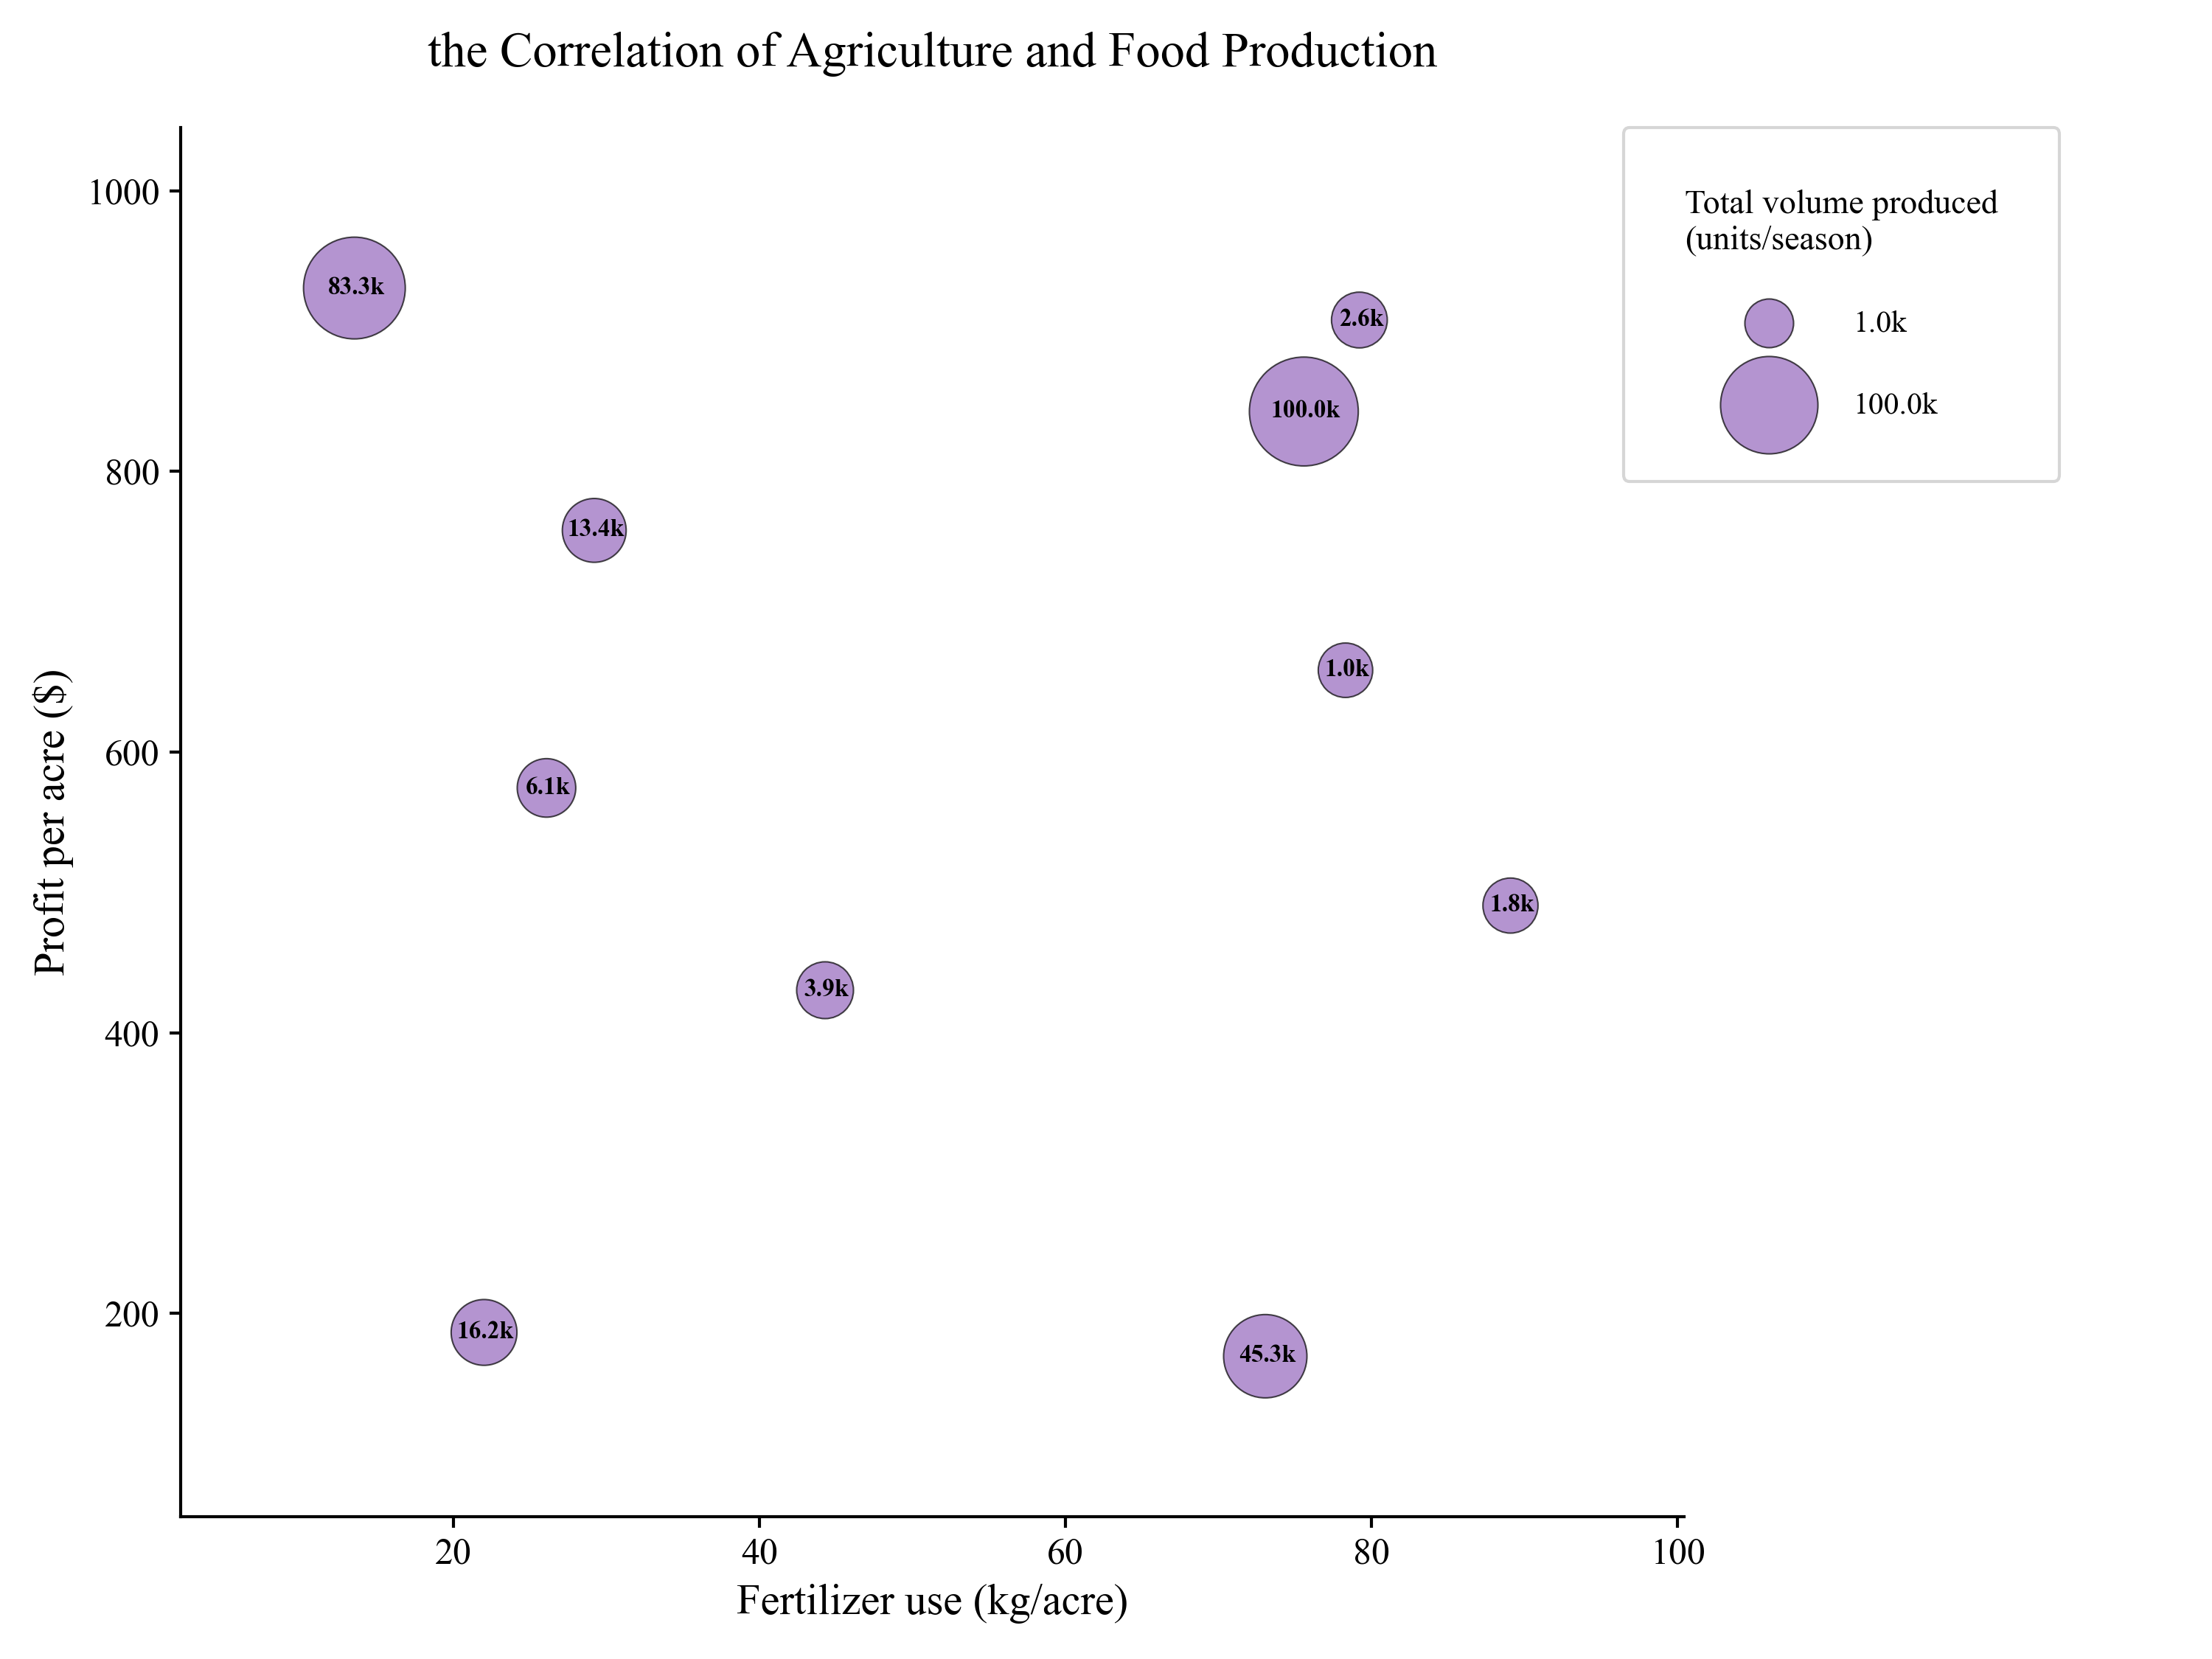 the Correlation of Agriculture and Food Production
Total volume produced
(units/season)
1.0k
100.0k
Profit per acre ($)
1000
800
600
400
200
83.3k
2.6k
100.0k
13.4k
1.0k
6.1k
1.8k
3.9k
16.2k
45.3k
20
40
60
80
100
Fertilizer use (kg/acre)